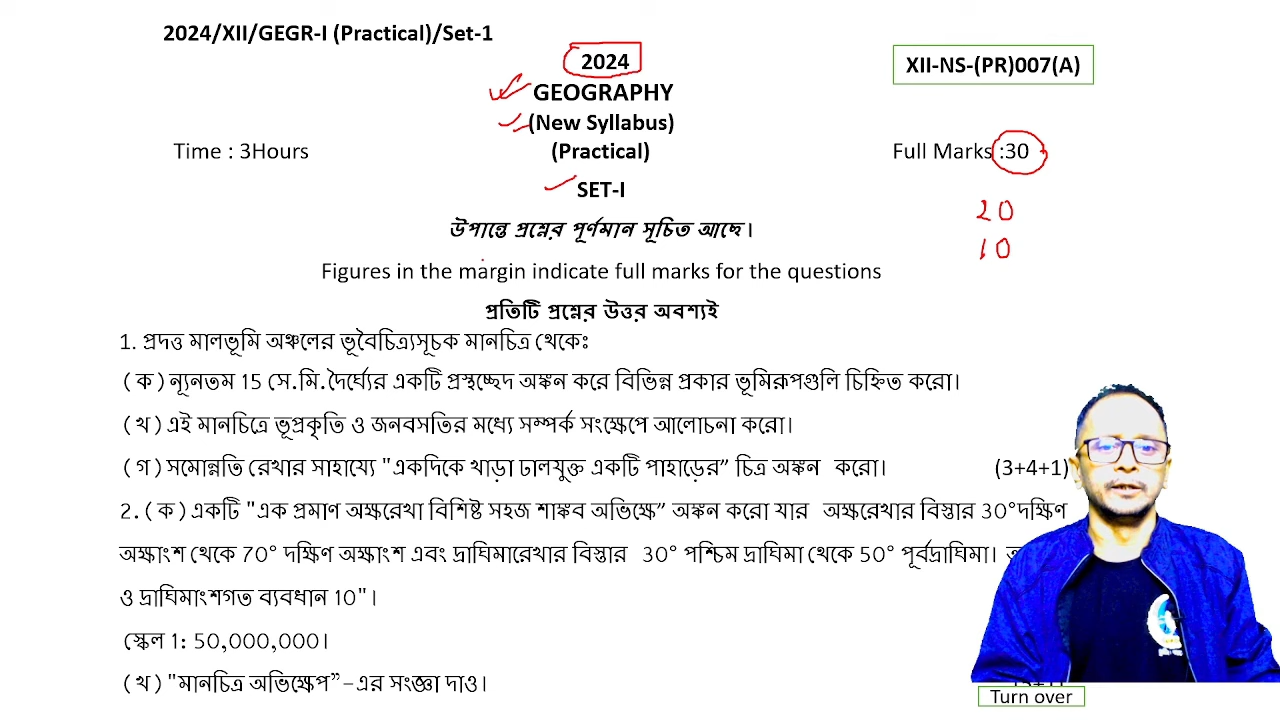 2024/XII/GEGR-I (Practical)/Set-1
2024
XII-NS-(PR)007(A)
GEOGRAPHY
(New Syllabus)
Time : 3Hours (Practical) Full Marks :30
SET-I
20
উপান্তে প্রশ্নের পূর্ণমান সূচিত আছে।
10
Figures in the margin indicate full marks for the questions
প্রতিটি প্রশ্নের উত্তর অবশ্যই
1. প্রদত্ত মালভূমি অঞ্চলের ভূবৈচিত্র্যসূচক মানচিত্র থেকেঃ
(ক) ন্যূনতম 15 সে.মি.দৈর্ঘ্যের একটি প্রস্থচ্ছেদ অঙ্কন করে বিভিন্ন প্রকার ভূমিরূপগুলি চিহ্নিত করো।
(খ) এই মানচিত্রে ভূপ্রকৃতি ও জনবসতির মধ্যে সম্পর্ক সংক্ষেপে আলোচনা করো।
(গ) সমোন্নতি রেখার সাহায্যে "একদিকে খাড়া ঢালযুক্ত একটি পাহাড়ের” চিত্র অঙ্কন করো। (3+4+1)
2.(ক) একটি "এক প্রমাণ অক্ষরেখা বিশিষ্ট সহজ শাঙ্কব অভিক্ষে” অঙ্কন করো যার অক্ষরেখার বিস্তার 30°দক্ষিণ
অক্ষাংশ থেকে 70° দক্ষিণ অক্ষাংশ এবং দ্রাঘিমারেখার বিস্তার 30° পশ্চিম দ্রাঘিমা থেকে 50° পূর্বদ্রাঘিমা।
ও দ্রাঘিমাংশগত ব্যবধান 10"।
(স্কেল 1: 50,000,000।
(খ) "মানচিত্র অভিক্ষেপ”-এর সংজ্ঞা দাও।
Turn over